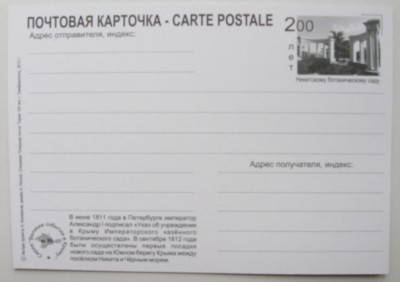 ПОЧТОВАЯ КАРТОЧКА - CARTE POSTALE
200
лет
Никитскому ботаническому саду
Адрес отправителя, индекс:
Адрес получателя, индекс:
В июне 1811 года в Петербурге император
Александр I подписал «Указ об учреждении
в Крыму Императорского казённого
ботанического сада». В сентябре 1812 года
были осуществлены первые посадки
нового сада на Южном берегу Крыма между
посёлком Никита и Чёрным морем.